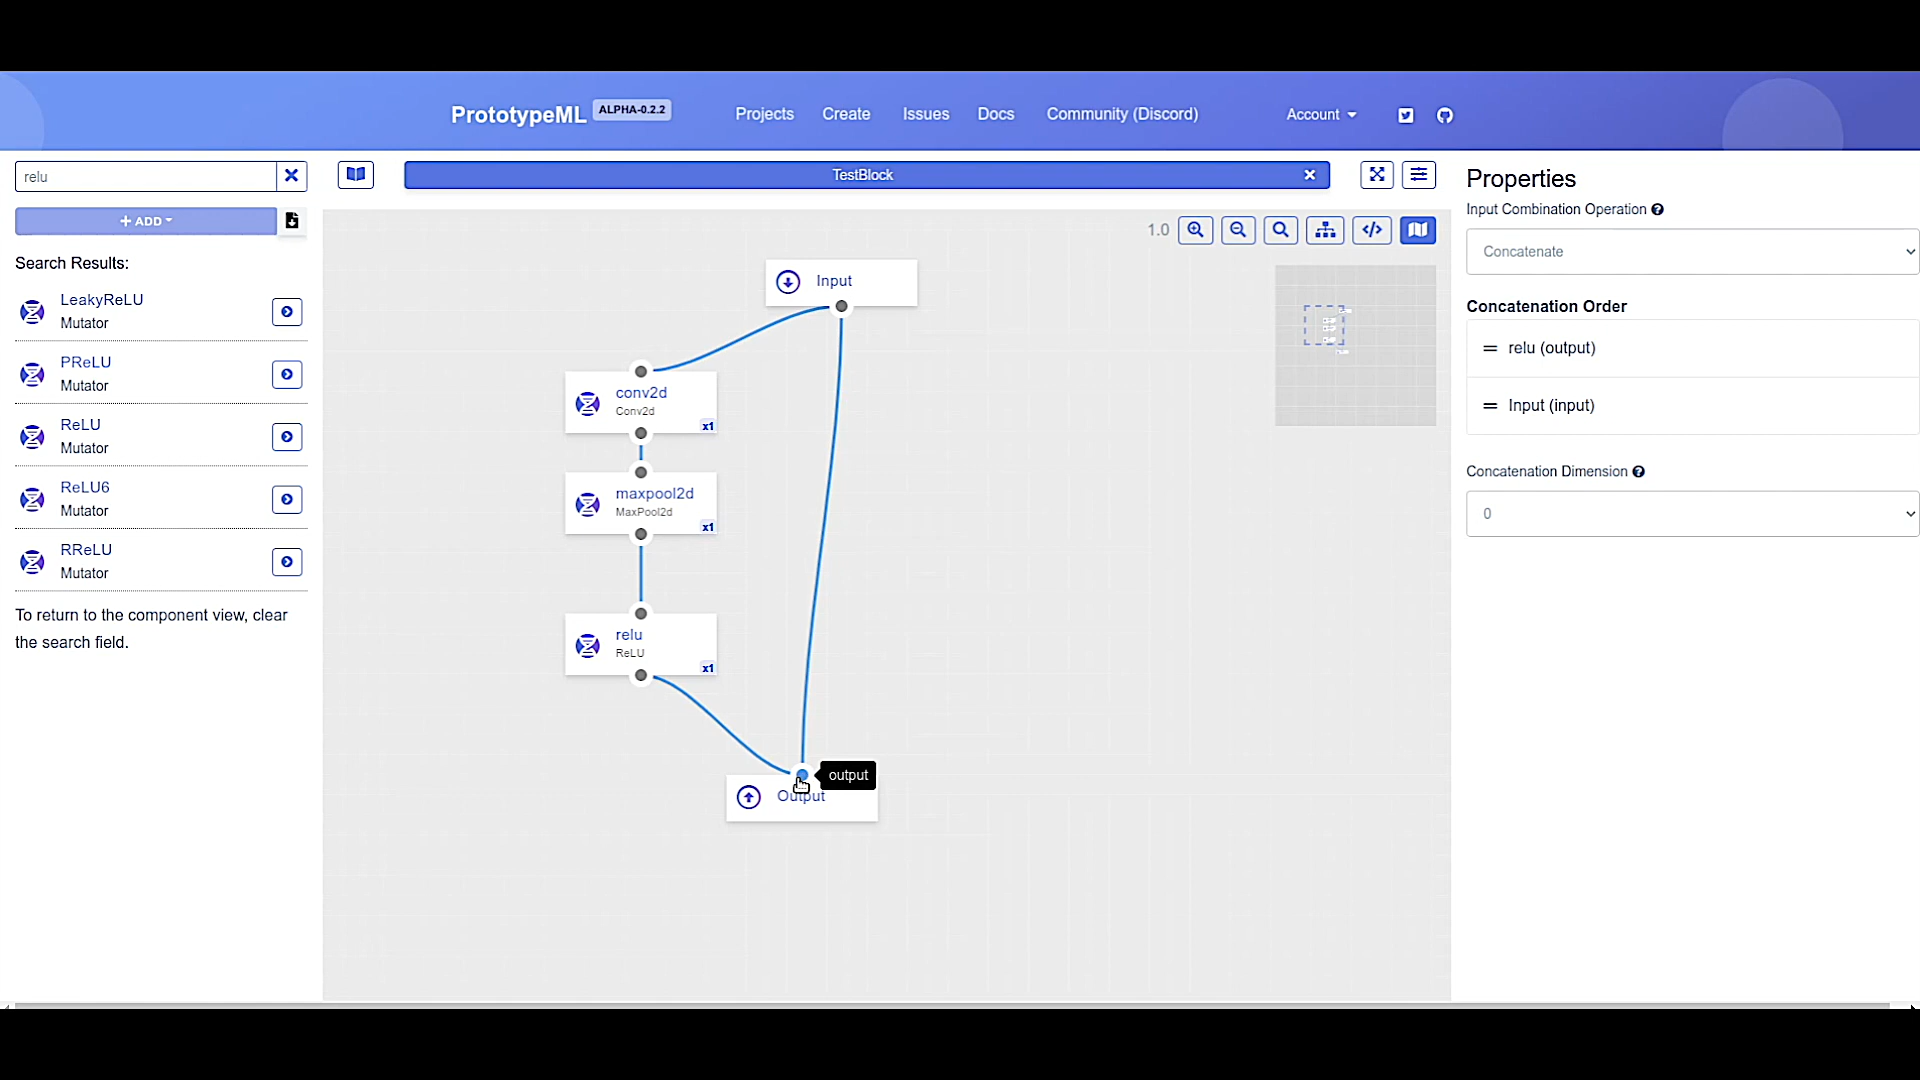 PrototypeML ALPHA-0.2.2 Projects Create Issues Docs Community (Discord) Account
relu
TestBlock
ADD
Search Results:
LeakyReLU
Mutator
PReLU
Mutator
ReLU
Mutator
ReLU6
Mutator
RReLU
Mutator
To return to the component view, clear
the search field.
1.0
Input
conv2d
Conv2d
x1
maxpool2d
MaxPool2d
x1
relu
ReLU
x1
output
Output
Properties
Input Combination Operation
Concatenate
Concatenation Order
relu (output)
Input (input)
Concatenation Dimension
0